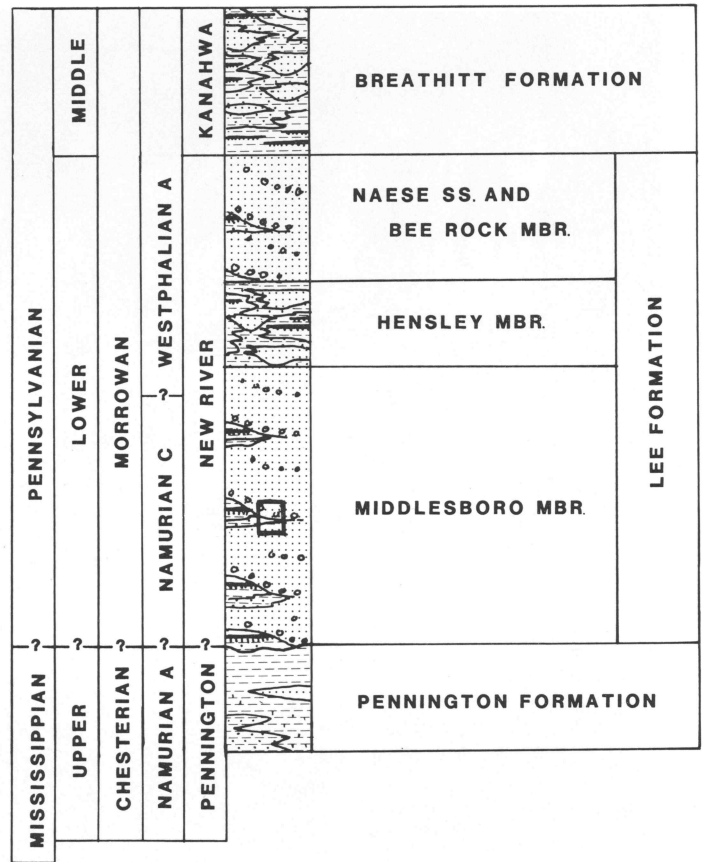 PENNSYLVANIAN
MISSISSIPPIAN
MIDDLE
LOWER
UPPER
MORROWAN
CHESTERIAN
WESTPHALIAN A
NAMURIAN C
NAMURIAN A
KANAHWA
NEW RIVER
PENNINGTON
?
? ? ? ? ?
BREATHITT FORMATION
NAESE SS. AND
BEE ROCK MBR.
HENSLEY MBR.
MIDDLESBORO MBR.
LEE FORMATION
PENNINGTON FORMATION